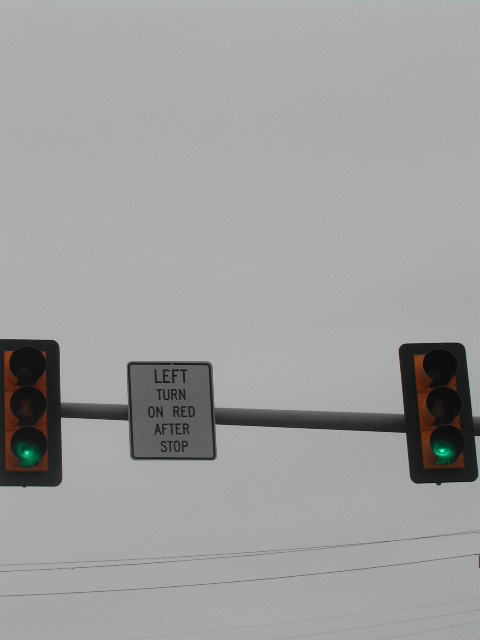 LEFT
TURN
ON RED
AFTER
STOP